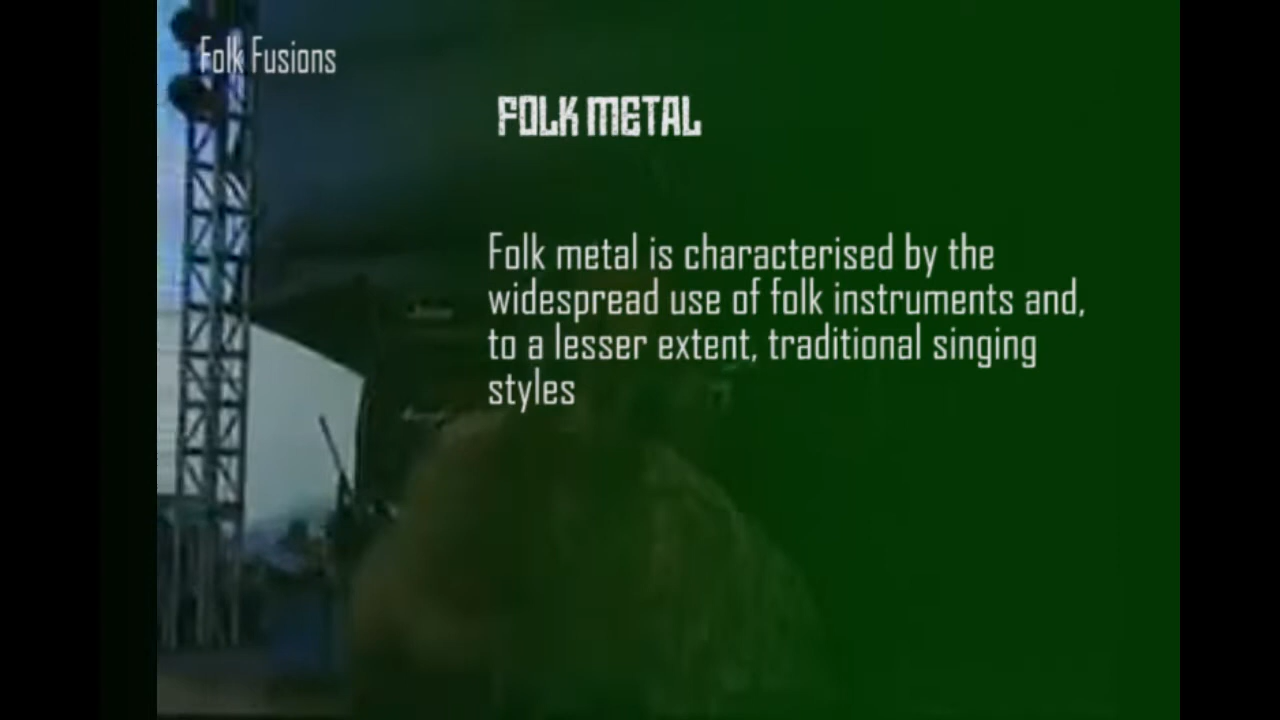 Folk Fusions
FOLK METAL
Folk metal is characterised by the
widespread use of folk instruments and,
to a lesser extent, traditional singing
styles